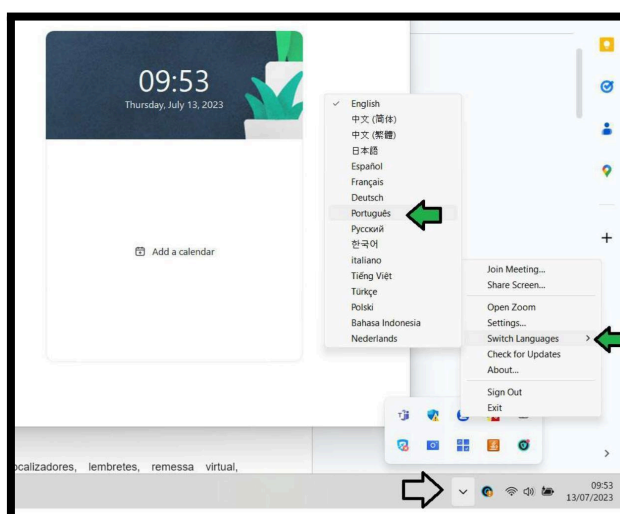 09:53
Thursday, July 13, 2023
Add a calendar
English
中文 (简体)
中文 (繁體)
日本語
Español
Français
Deutsch
Português
Русский
한국어
italiano
Tiếng Việt
Türkçe
Polski
Bahasa Indonesia
Nederlands
Join Meeting...
Share Screen...
Open Zoom
Settings...
Switch Languages
Check for Updates
About...
Sign Out
Exit
ocalizadores, lembretes, remessa virtual,
09:53
13/07/2023